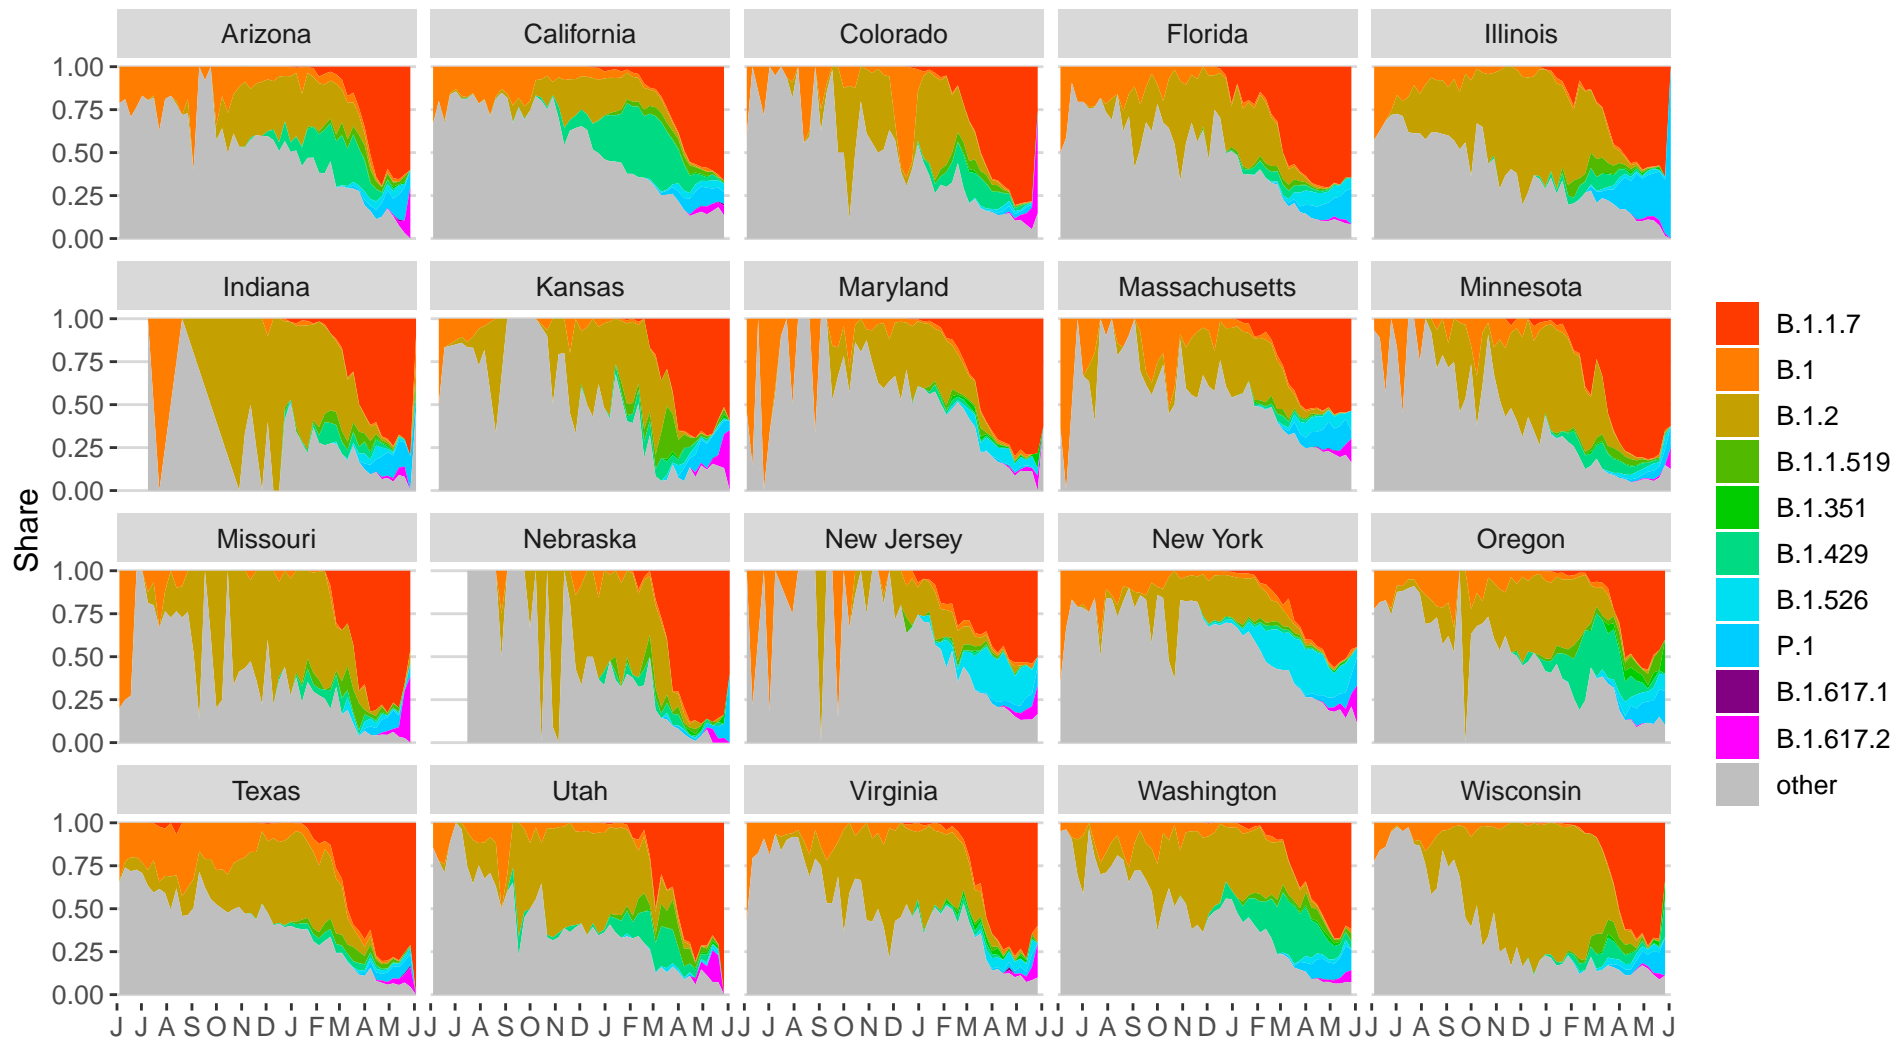 Arizona California Colorado Florida Illinois
1.00
0.75
0.50
0.25
0.00
Indiana Kansas Maryland Massachusetts Minnesota
1.00
0.75
0.50
0.25
0.00
Missouri Nebraska New Jersey New York Oregon
1.00
0.75
0.50
0.25
0.00
Texas Utah Virginia Washington Wisconsin
1.00
0.75
0.50
0.25
0.00
J J A S O N D J F M A M J J A S O N D J F M A M J J A S O N D J F M A M J J A S O N D J F M A M J J A S O N D J F M A M J
Share
B.1.1.7
B.1
B.1.2
B.1.1.519
B.1.351
B.1.429
B.1.526
P.1
B.1.617.1
B.1.617.2
other